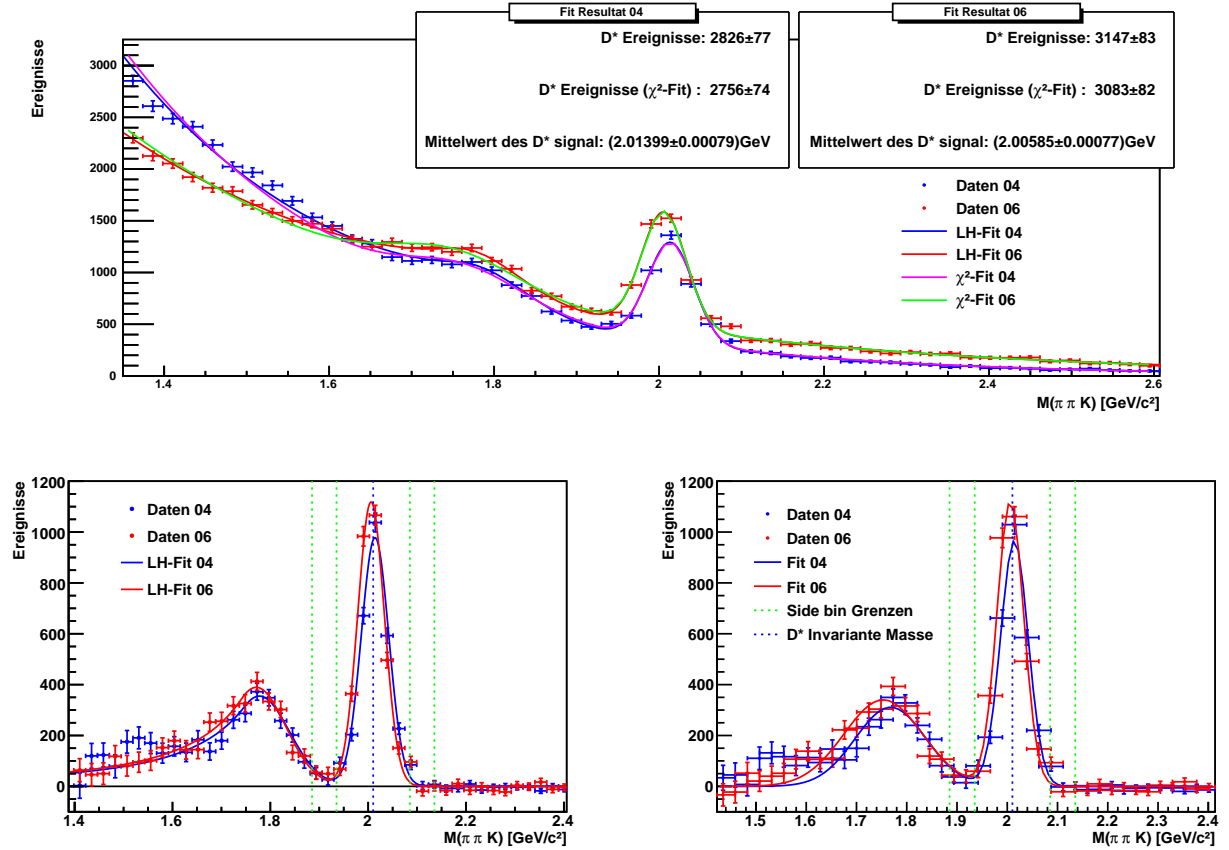 Fit Resultat 04
D* Ereignisse: 2826±77
D* Ereignisse (χ²-Fit) : 2756±74
Mittelwert des D* signal: (2.01399±0.00079)GeV
Fit Resultat 06
D* Ereignisse: 3147±83
D* Ereignisse (χ²-Fit) : 3083±82
Mittelwert des D* signal: (2.00585±0.00077)GeV
Ereignisse
3000
2500
2000
1500
1000
500
0
Daten 04
Daten 06
LH-Fit 04
LH-Fit 06
χ²-Fit 04
χ²-Fit 06
1.4 1.6 1.8 2 2.2 2.4 2.6
M(π π K) [GeV/c²]
Ereignisse
1200
1000
800
600
400
200
0
Daten 04
Daten 06
LH-Fit 04
LH-Fit 06
1.4 1.6 1.8 2 2.2 2.4
M(π π K) [GeV/c²]
Ereignisse
1200
1000
800
600
400
200
0
Daten 04
Daten 06
Fit 04
Fit 06
Side bin Grenzen
D* Invariante Masse
1.5 1.6 1.7 1.8 1.9 2 2.1 2.2 2.3 2.4
M(π π K) [GeV/c²]